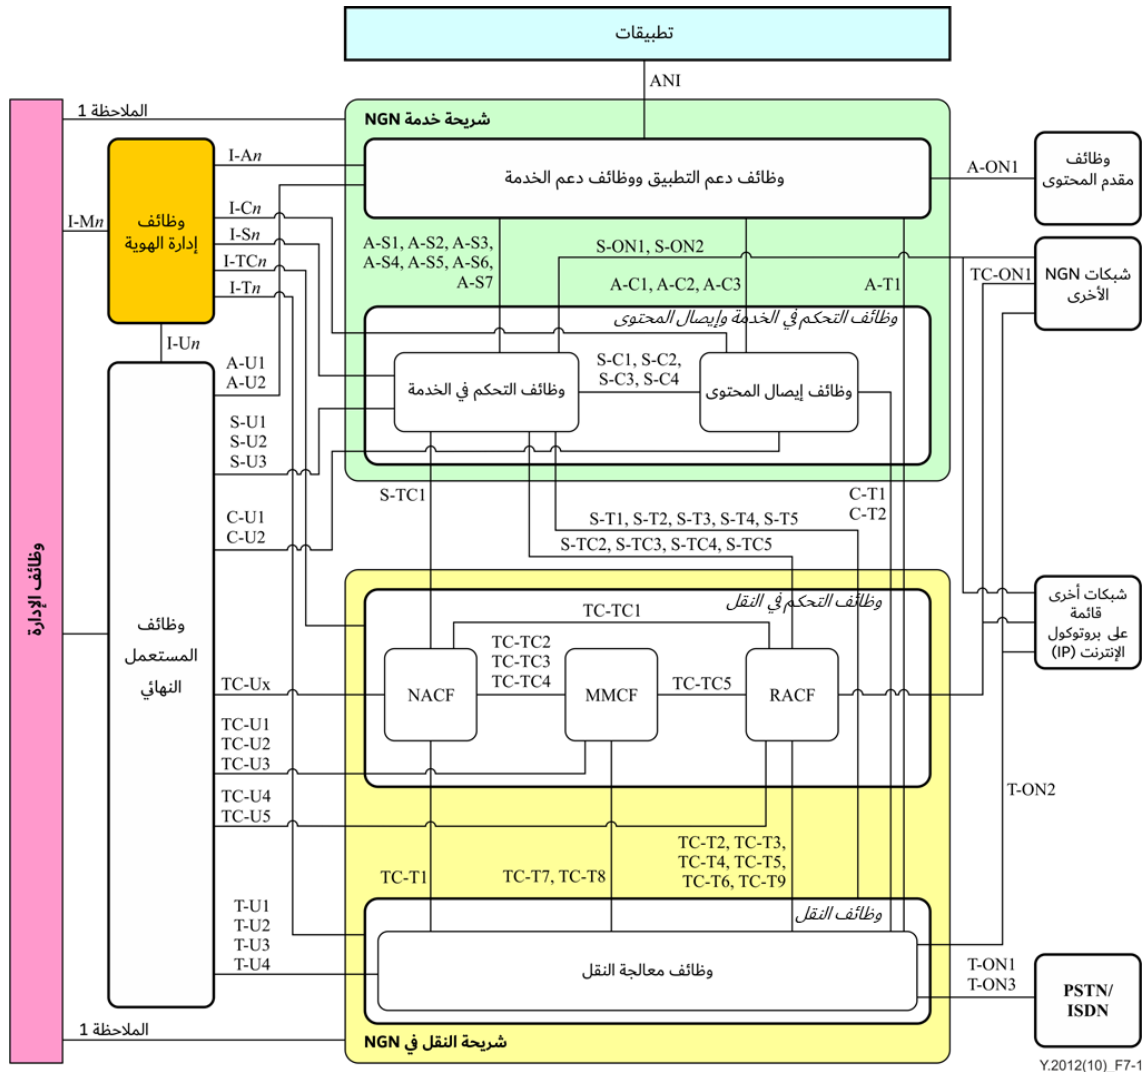 تطبيقات
ANI
الملاحظة 1
شريحة خدمة NGN
I-An
وظائف دعم التطبيق ووظائف دعم الخدمة
A-ON1
وظائف
مقدم المحتوى
I-Mn
وظائف
إدارة الهوية
I-Cn
I-Sn
I-TCn
I-Tn
A-S1, A-S2, A-S3,
A-S4, A-S5, A-S6,
A-S7
S-ON1, S-ON2
A-C1, A-C2, A-C3
A-T1
TC-ON1
شبكات NGN
الأخرى
وظائف التحكم في الخدمة وإيصال المحتوى
I-Un
A-U1
A-U2
وظائف التحكم في الخدمة
S-C1, S-C2,
S-C3, S-C4
وظائف إيصال المحتوى
S-U1
S-U2
S-U3
S-TC1
C-T1
C-T2
C-U1
C-U2
S-T1, S-T2, S-T3, S-T4, S-T5
S-TC2, S-TC3, S-TC4, S-TC5
وظائف الإدارة
وظائف
المستعمل
النهائي
وظائف التحكم في النقل
شبكات أخرى
قائمة
على بروتوكول
الإنترنت (IP)
TC-TC1
TC-TC2
TC-TC3
TC-TC4
TC-Ux
NACF
MMCF
TC-TC5
RACF
TC-U1
TC-U2
TC-U3
TC-U4
TC-U5
T-ON2
TC-T1
TC-T7, TC-T8
TC-T2, TC-T3,
TC-T4, TC-T5,
TC-T6, TC-T9
وظائف النقل
T-U1
T-U2
T-U3
T-U4
وظائف معالجة النقل
T-ON1
T-ON3
PSTN/
ISDN
الملاحظة 1
شريحة النقل في NGN
Y.2012(10)_F7-1